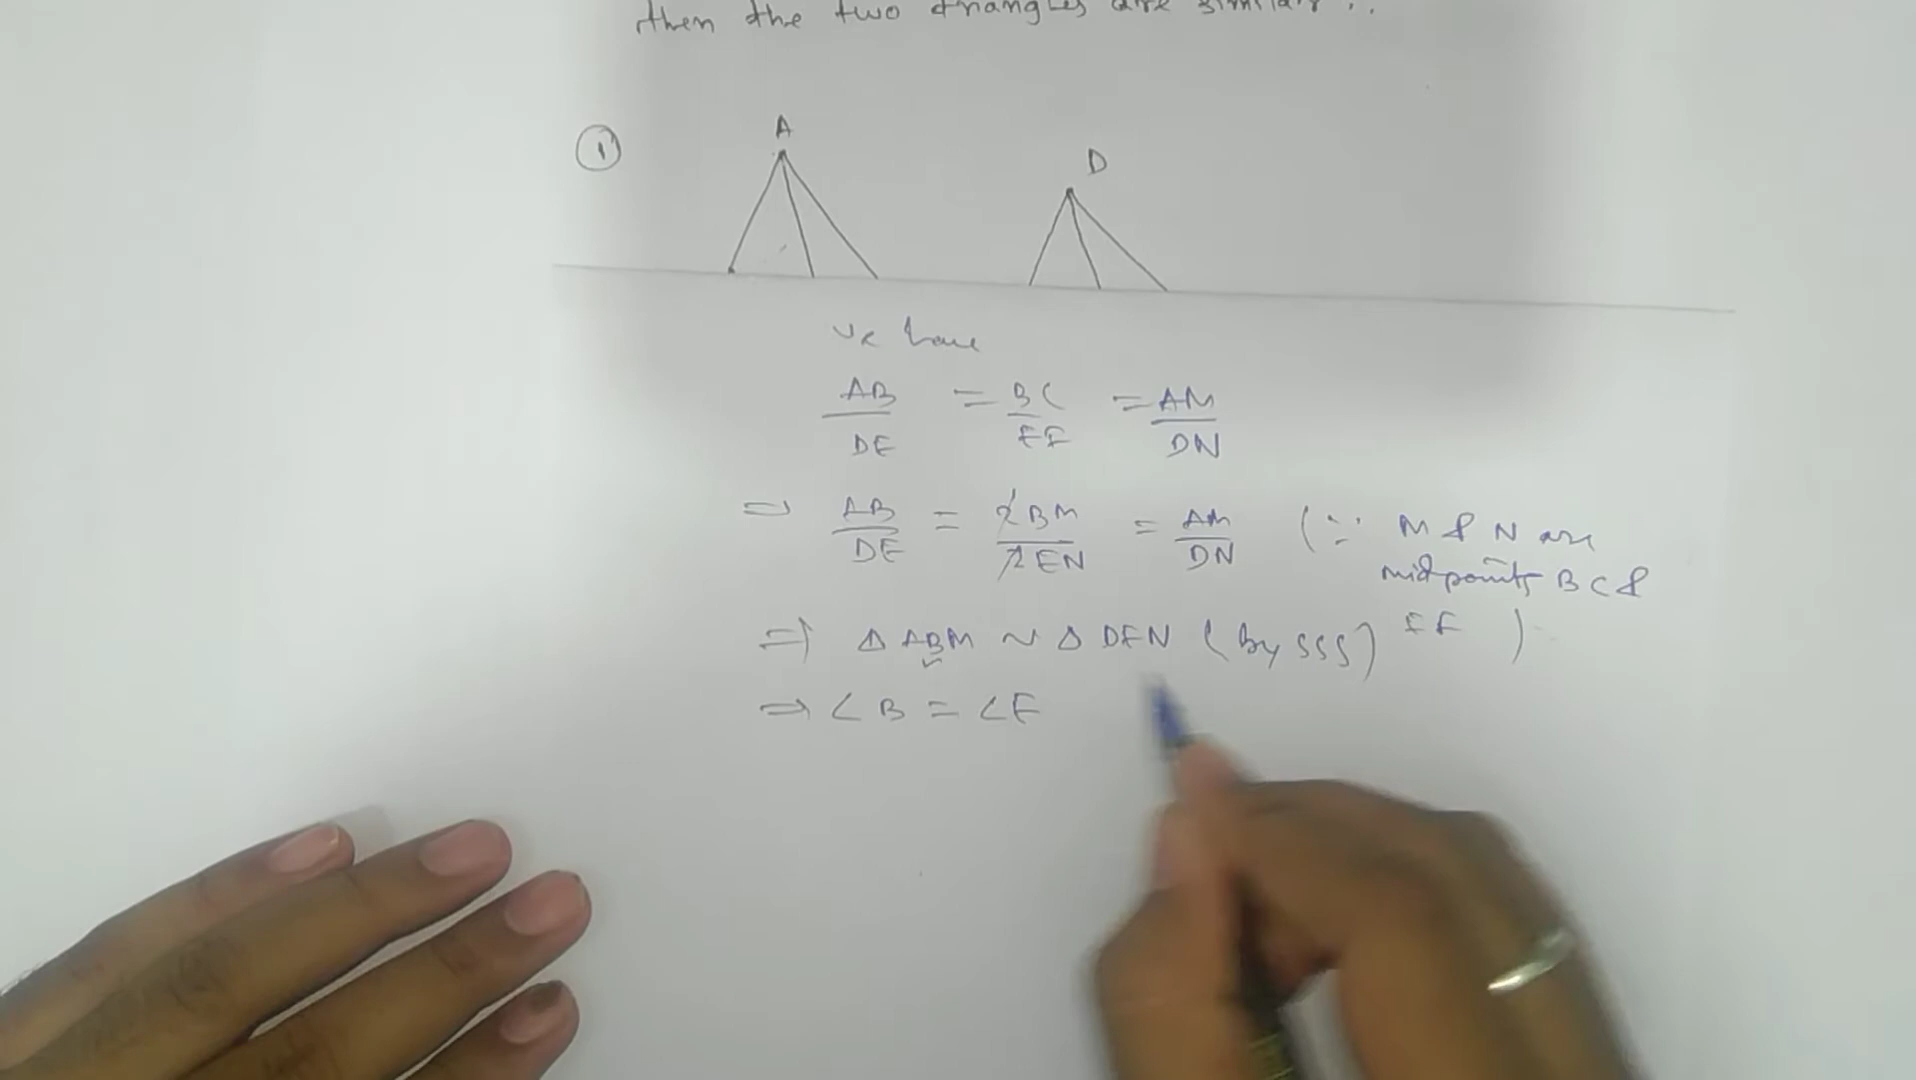 then the two triangles are similar.
1
A
D
we have
AB/DE = BC/EF = AM/DN
⇒ AB/DE = 2BM/2EN = AM/DN (∵ M & N are
midpoints BC &
EF)
⇒ Δ ABM ~ Δ DEN (by SSS)
⇒ ∠B = ∠E